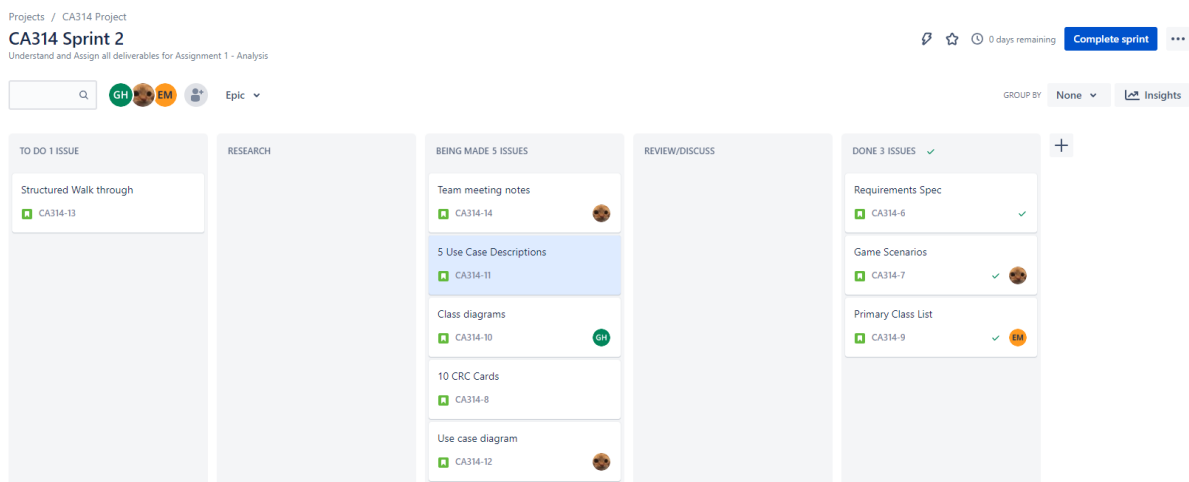 Projects / CA314 Project
CA314 Sprint 2
Understand and Assign all deliverables for Assignment 1 - Analysis
0 days remaining
Complete sprint
GH
EM
Epic
GROUP BY
None
Insights
TO DO 1 ISSUE
Structured Walk through
CA314-13
RESEARCH
BEING MADE 5 ISSUES
Team meeting notes
CA314-14
5 Use Case Descriptions
CA314-11
Class diagrams
CA314-10
GH
10 CRC Cards
CA314-8
Use case diagram
CA314-12
REVIEW/DISCUSS
DONE 3 ISSUES
Requirements Spec
CA314-6
Game Scenarios
CA314-7
Primary Class List
CA314-9
EM